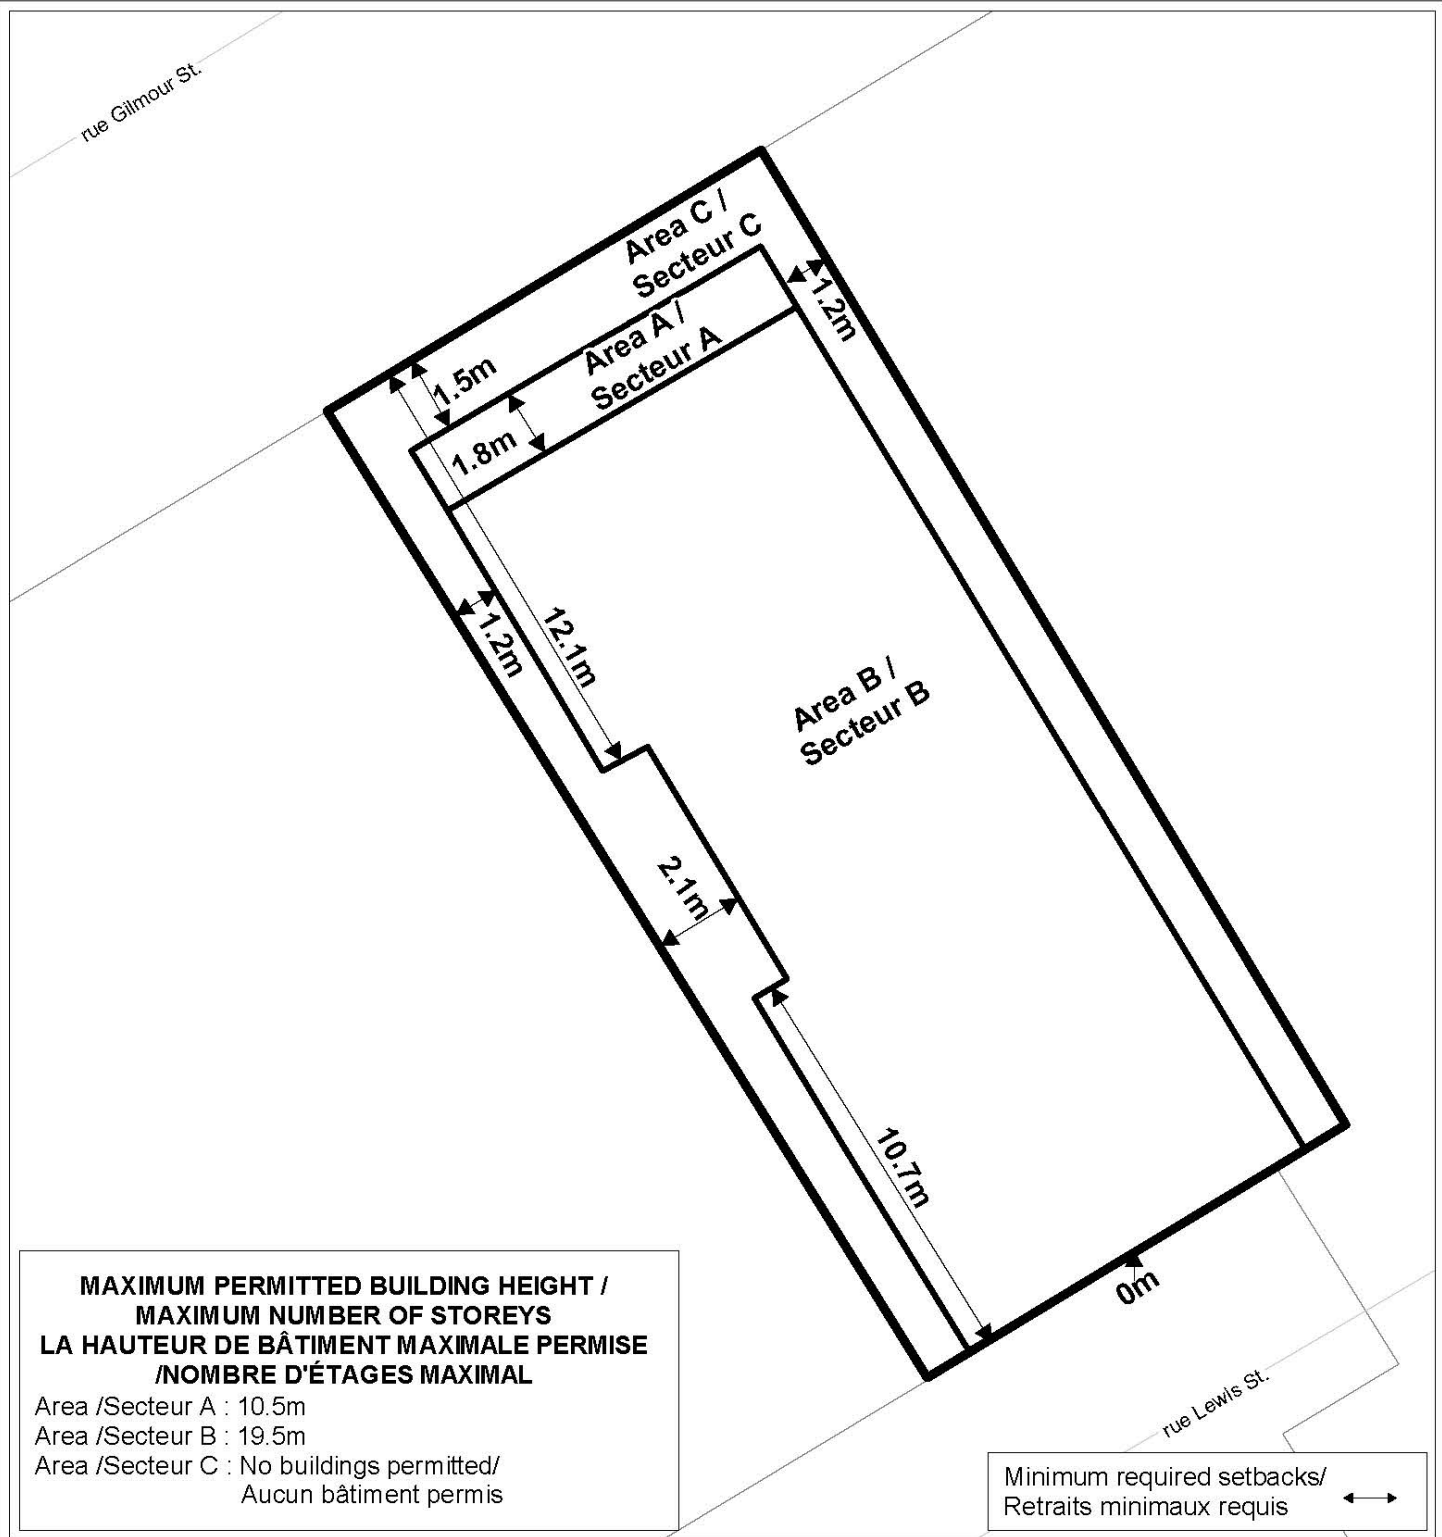 rue Gilmour St.
Area C /
Secteur C
1.2m
Area A /
Secteur A
1.5m
1.8m
12.1m
1.2m
Area B /
Secteur B
2.1m
10.7m
0m
rue Lewis St.
MAXIMUM PERMITTED BUILDING HEIGHT /
MAXIMUM NUMBER OF STOREYS
LA HAUTEUR DE BÂTIMENT MAXIMALE PERMISE
/NOMBRE D'ÉTAGES MAXIMAL
Area /Secteur A : 10.5m
Area /Secteur B : 19.5m
Area /Secteur C : No buildings permitted/
Aucun bâtiment permis
Minimum required setbacks/
Retraits minimaux requis